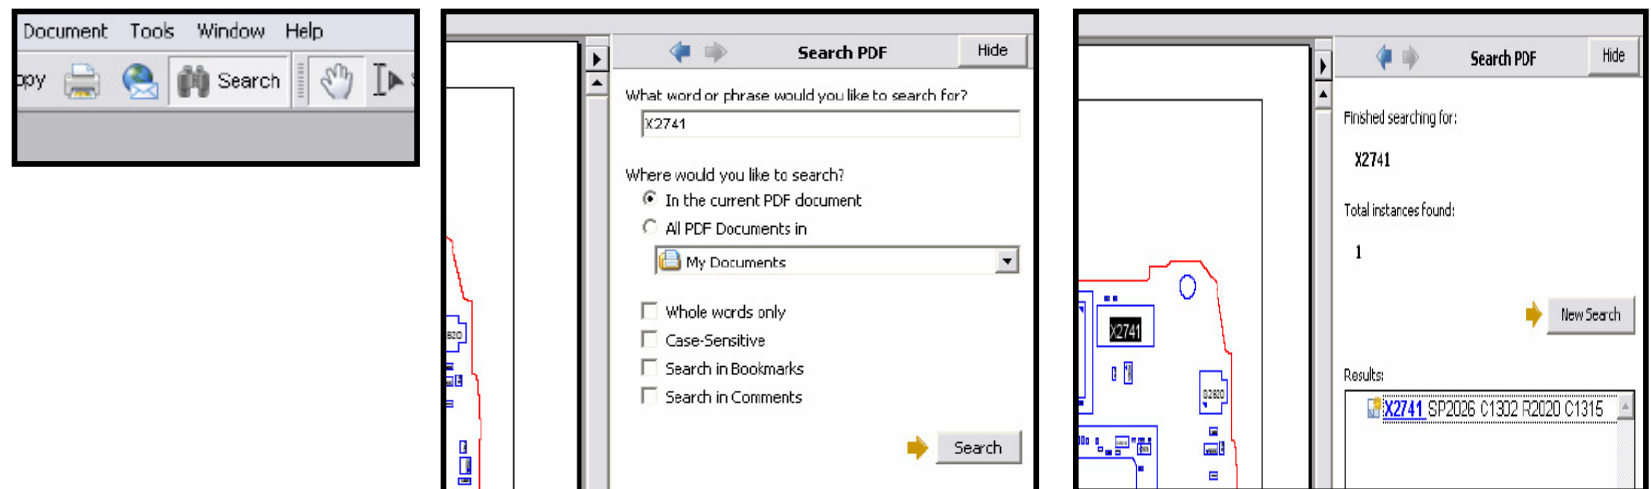 Document Tools Window Help
opy Search
Search PDF Hide
What word or phrase would you like to search for?
X2741
Where would you like to search?
In the current PDF document
All PDF Documents in
My Documents
Whole words only
Case-Sensitive
Search in Bookmarks
Search in Comments
Search
Search PDF Hide
Finished searching for:
X2741
Total instances found:
1
New Search
Results:
X2741 SP2026 C1302 R2020 C1315
X2741